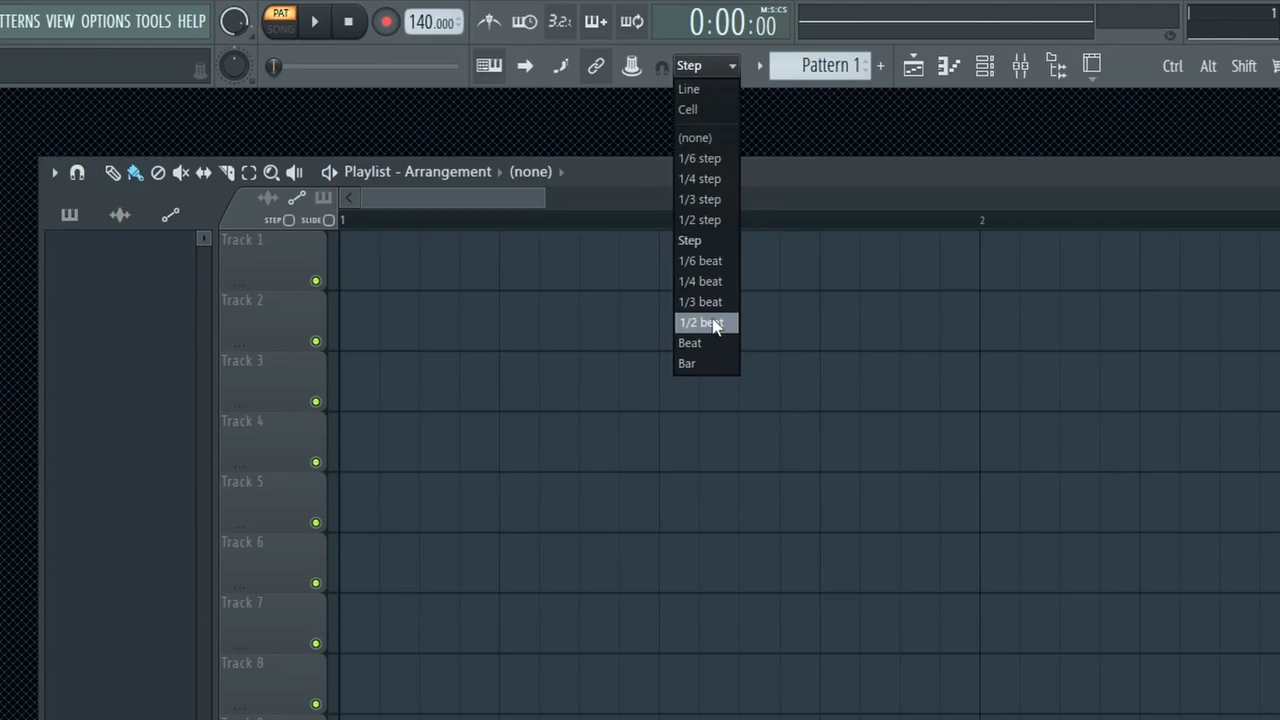 TTERNS VIEW OPTIONS TOOLS HELP
PAT
SONG
140.000
3.2.
0:00:00
M:S:CS
1
Step
Pattern 1
+
Ctrl Alt Shift
Line
Cell
(none)
1/6 step
1/4 step
1/3 step
1/2 step
Step
1/6 beat
1/4 beat
1/3 beat
1/2 beat
Beat
Bar
Playlist - Arrangement (none)
STEP SLIDE 1 2
Track 1
Track 2
Track 3
Track 4
Track 5
Track 6
Track 7
Track 8